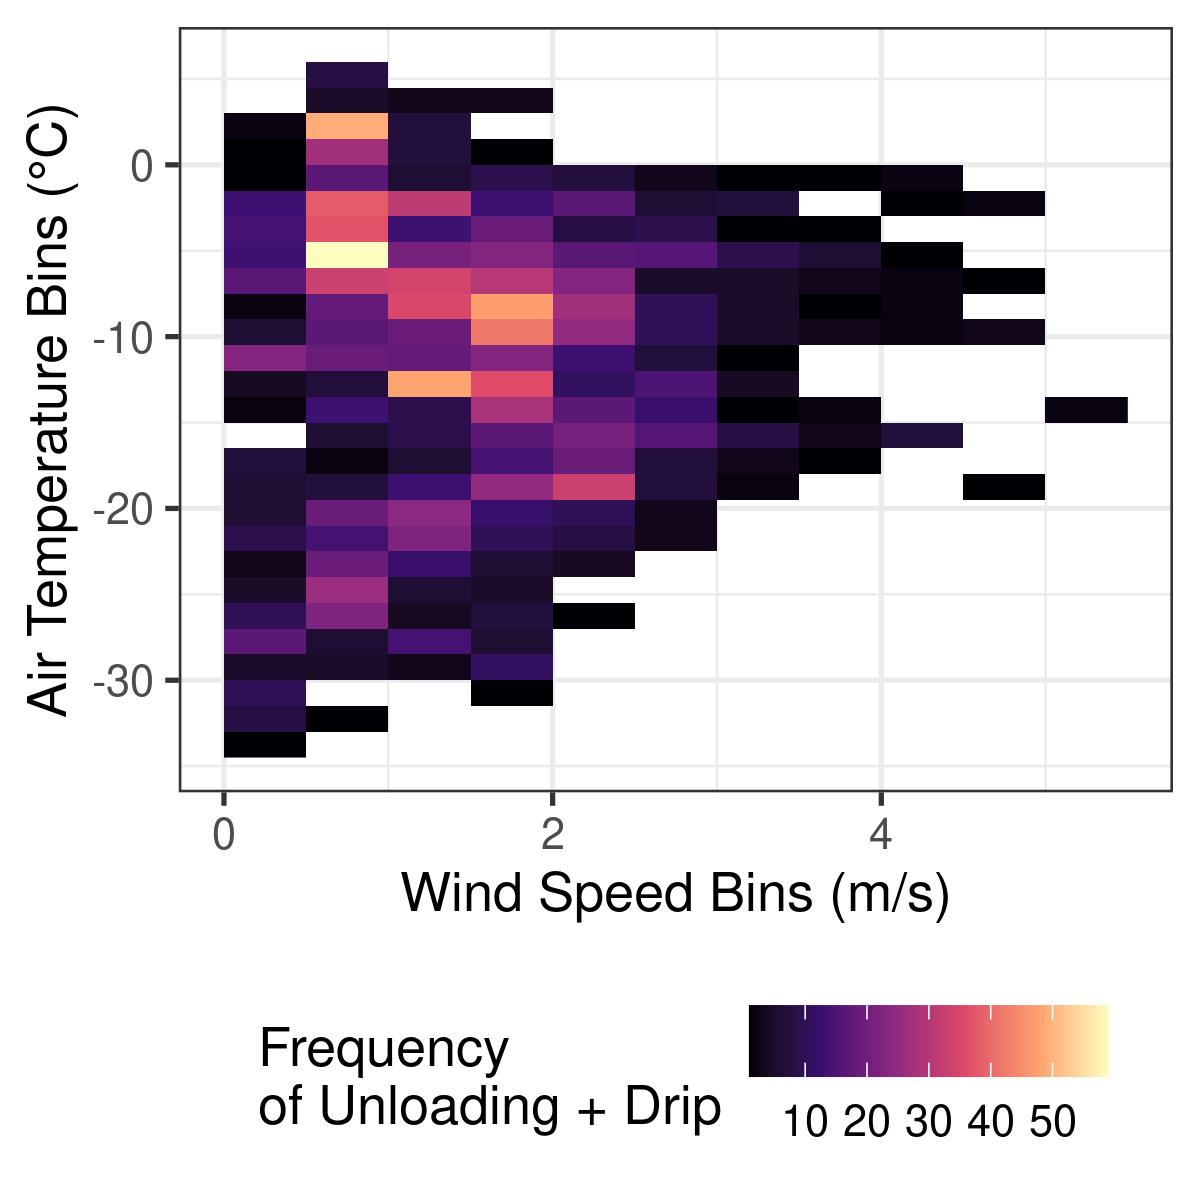 Air Temperature Bins (°C)
0
-10
-20
-30
0 2 4
Wind Speed Bins (m/s)
Frequency
of Unloading + Drip
10 20 30 40 50